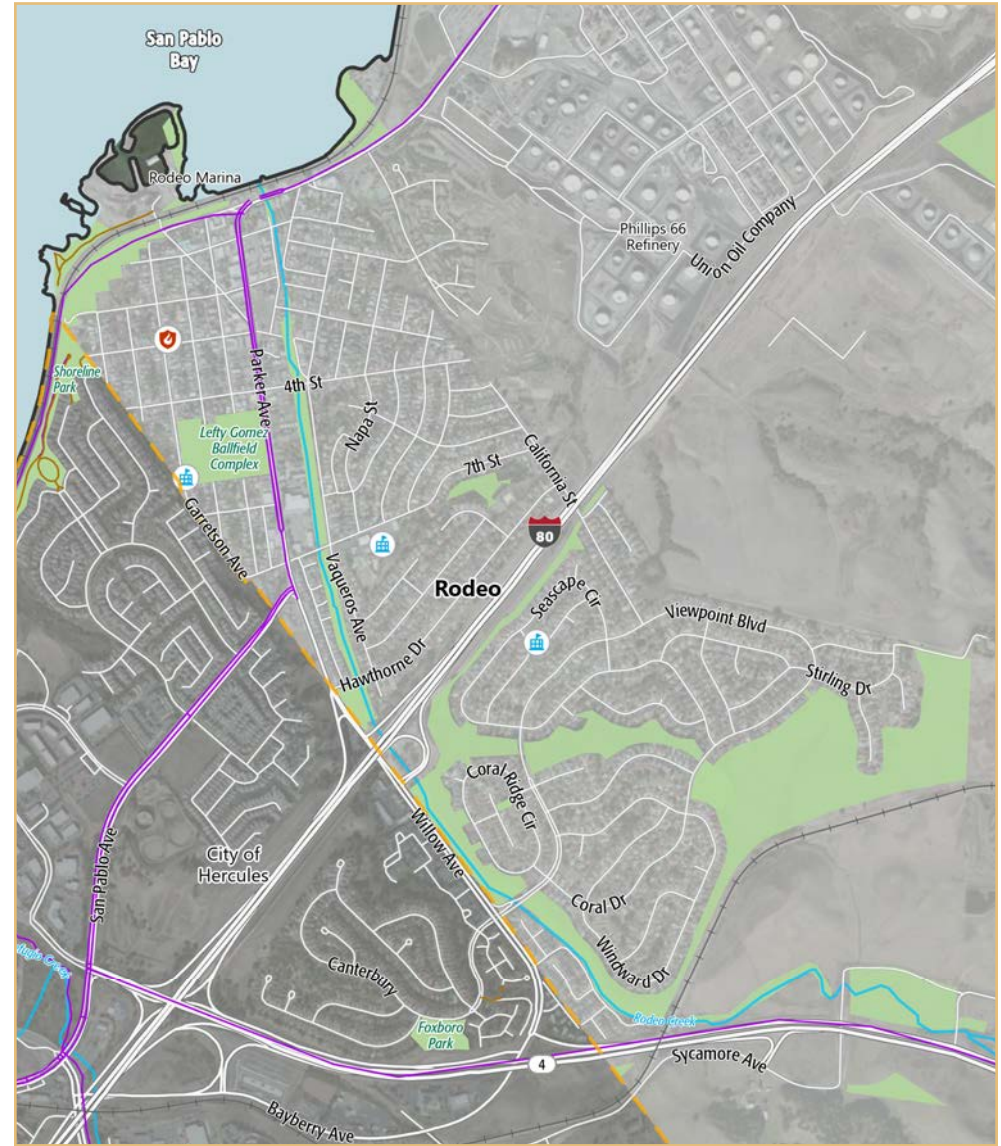 San Pablo
Bay
Rodeo Marina
Phillips 66
Refinery
Union Oil Company
Shoreline
Park
Parker Ave
4th St
Napa St
Lefty Gomez
Ballfield
Complex
7th St
California St
80
Garretson Ave
Vaqueros Ave
Rodeo
Seascape Cir
Viewpoint Blvd
Hawthorne Dr
Stirling Dr
Coral Ridge Cir
Willow Ave
San Pablo Ave
City of
Hercules
Coral Dr
Windward Dr
Canterbury
Creek
Rodeo Creek
Foxboro
Park
4
Sycamore Ave
Bayberry Ave